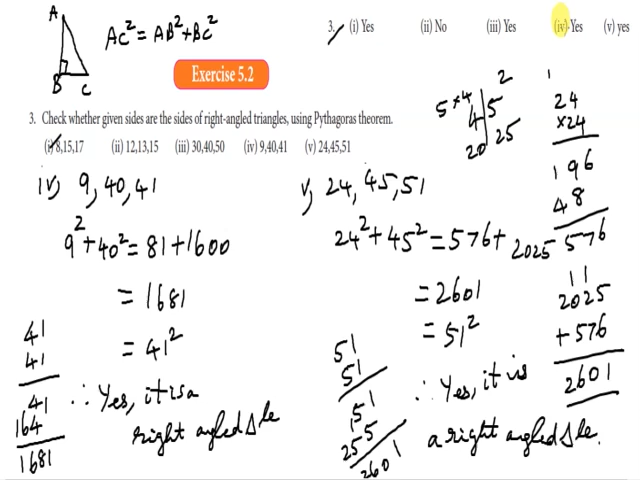 A
B
C
AC² = AB² + BC²
3. (i) Yes (ii) No (iii) Yes (iv) Yes (v) yes
Exercise 5.2
3. Check whether given sides are the sides of right-angled triangles, using Pythagoras theorem.
(i) 8,15,17 (ii) 12,13,15 (iii) 30,40,50 (iv) 9,40,41 (v) 24,45,51
iv, 9, 40, 41
9² + 40² = 81 + 1600
= 1681
= 41²
∴ Yes, it is a
right angled Δle
41
41
41
164
1681
v, 24, 45, 51
24² + 45² = 576 + 2025
= 2601
= 51²
∴ Yes, it is
a right angled Δle.
51
51
51
255
2601
5×4
4 5 2
20 25
1
24
×24
196
48
576
11
2025
+576
2601